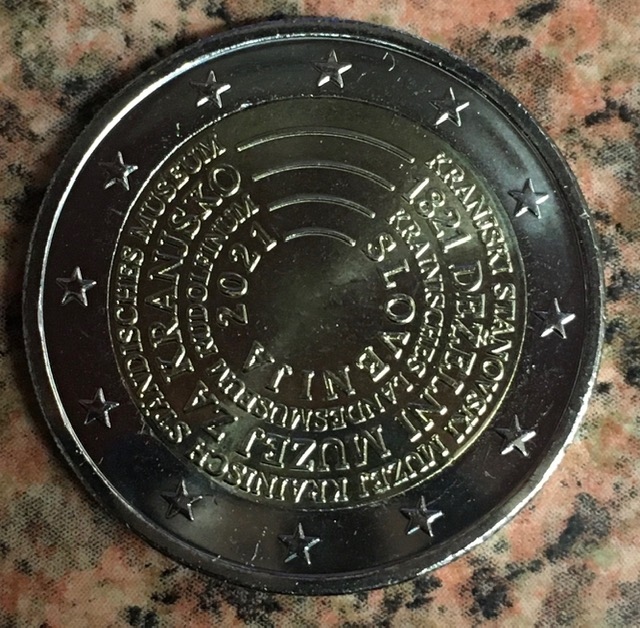 KRANJSKI STANOVSKI MUZEJ KRAINISCH STÄNDISCHES MUSEUM
1821 DEŽELNI MUZEJ ZA KRANJSKO
KRAINISCHES LANDESMUSEUM RUDOLFINUM
SLOVENIJA 2021